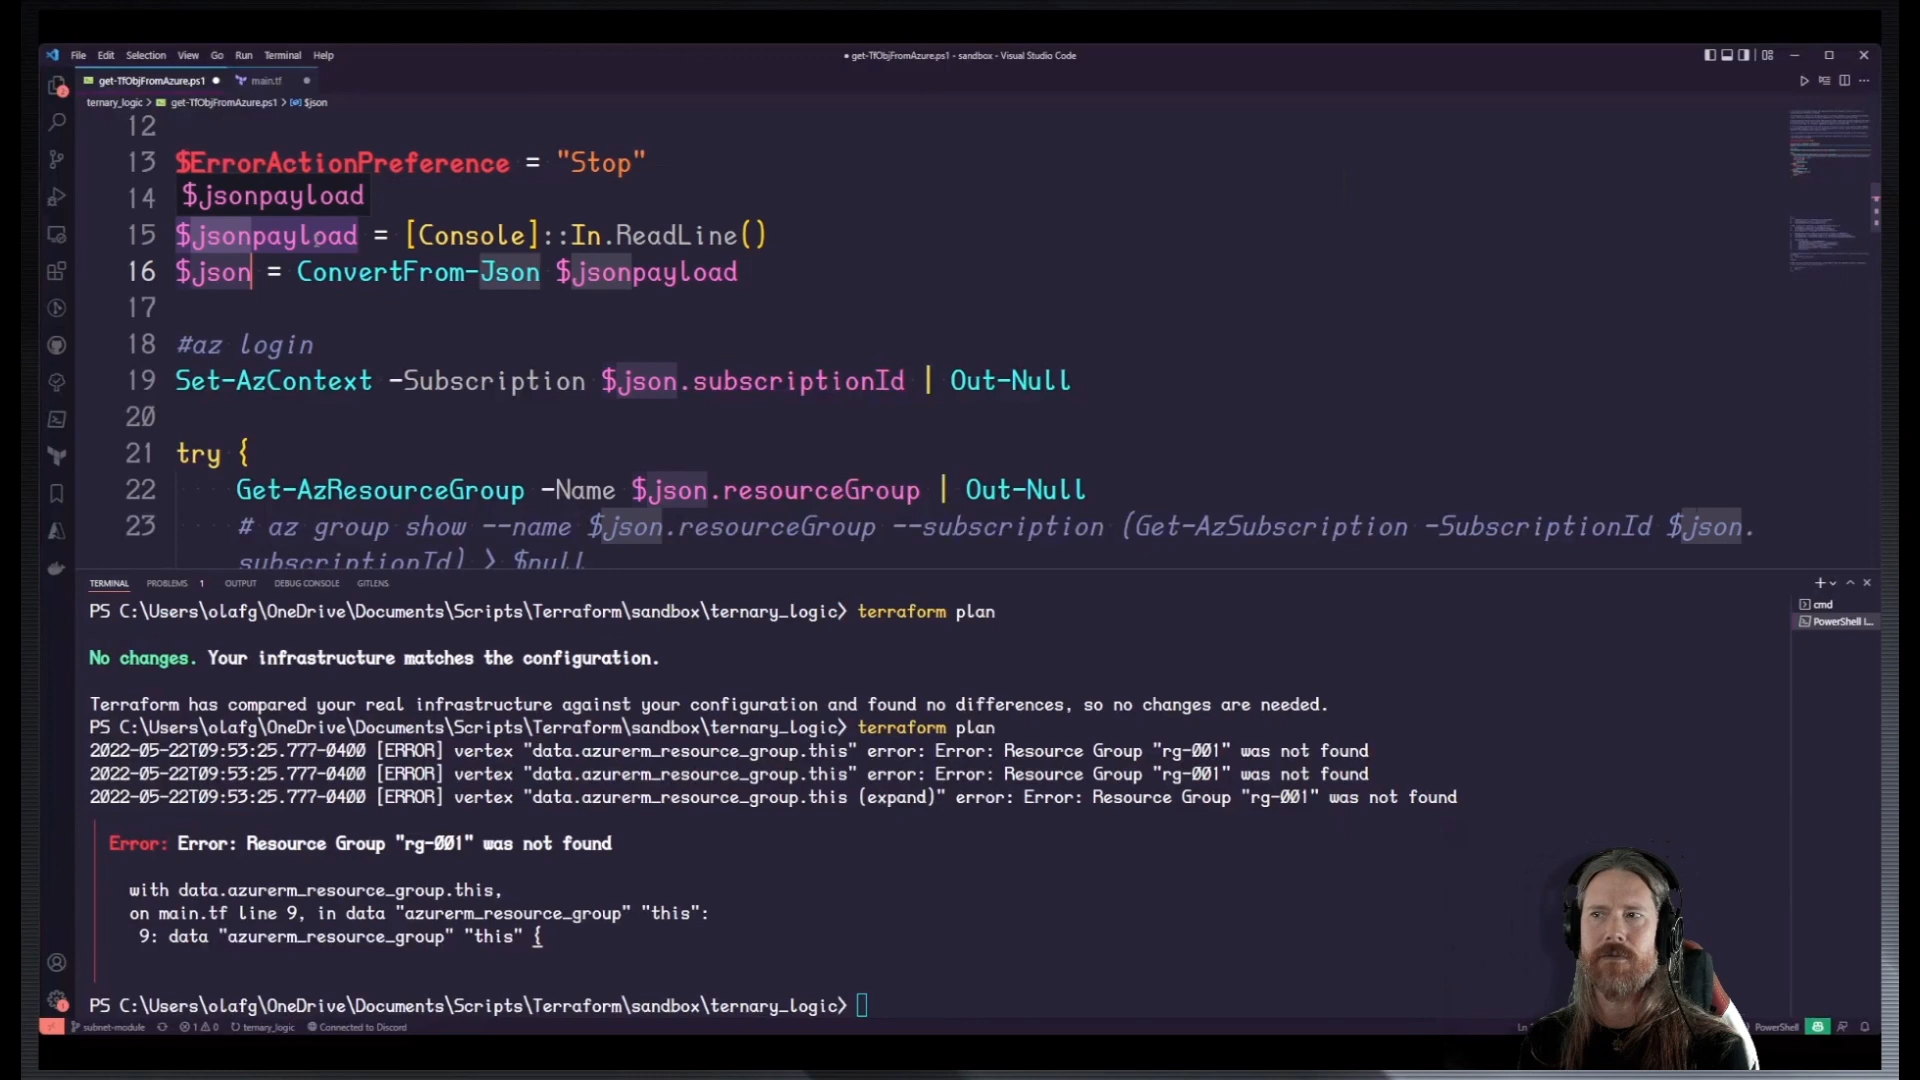 File Edit Selection View Go Run Terminal Help
● get-TfObjFromAzure.ps1 - sandbox - Visual Studio Code
get-TfObjFromAzure.ps1 ● main.tf ●
ternary_logic > get-TfObjFromAzure.ps1 > $json
12
13 $ErrorActionPreference = "Stop"
14
$jsonpayload
15 $jsonpayload = [Console]::In.ReadLine()
16 $json = ConvertFrom-Json $jsonpayload
17
18 #az login
19 Set-AzContext -Subscription $json.subscriptionId | Out-Null
20
21 try {
22 Get-AzResourceGroup -Name $json.resourceGroup | Out-Null
23 # az group show --name $json.resourceGroup --subscription (Get-AzSubscription -SubscriptionId $json.
subscriptionId) > $null
TERMINAL PROBLEMS 1 OUTPUT DEBUG CONSOLE GITLENS
cmd
PowerShell I...
PS C:\Users\olafg\OneDrive\Documents\Scripts\Terraform\sandbox\ternary_logic> terraform plan
No changes. Your infrastructure matches the configuration.
Terraform has compared your real infrastructure against your configuration and found no differences, so no changes are needed.
PS C:\Users\olafg\OneDrive\Documents\Scripts\Terraform\sandbox\ternary_logic> terraform plan
2022-05-22T09:53:25.777-0400 [ERROR] vertex "data.azurerm_resource_group.this" error: Error: Resource Group "rg-001" was not found
2022-05-22T09:53:25.777-0400 [ERROR] vertex "data.azurerm_resource_group.this" error: Error: Resource Group "rg-001" was not found
2022-05-22T09:53:25.777-0400 [ERROR] vertex "data.azurerm_resource_group.this (expand)" error: Error: Resource Group "rg-001" was not found
Error: Error: Resource Group "rg-001" was not found
with data.azurerm_resource_group.this,
on main.tf line 9, in data "azurerm_resource_group" "this":
9: data "azurerm_resource_group" "this" {
PS C:\Users\olafg\OneDrive\Documents\Scripts\Terraform\sandbox\ternary_logic>
subnet-module 1 0 ternary_logic Connected to Discord
PowerShell